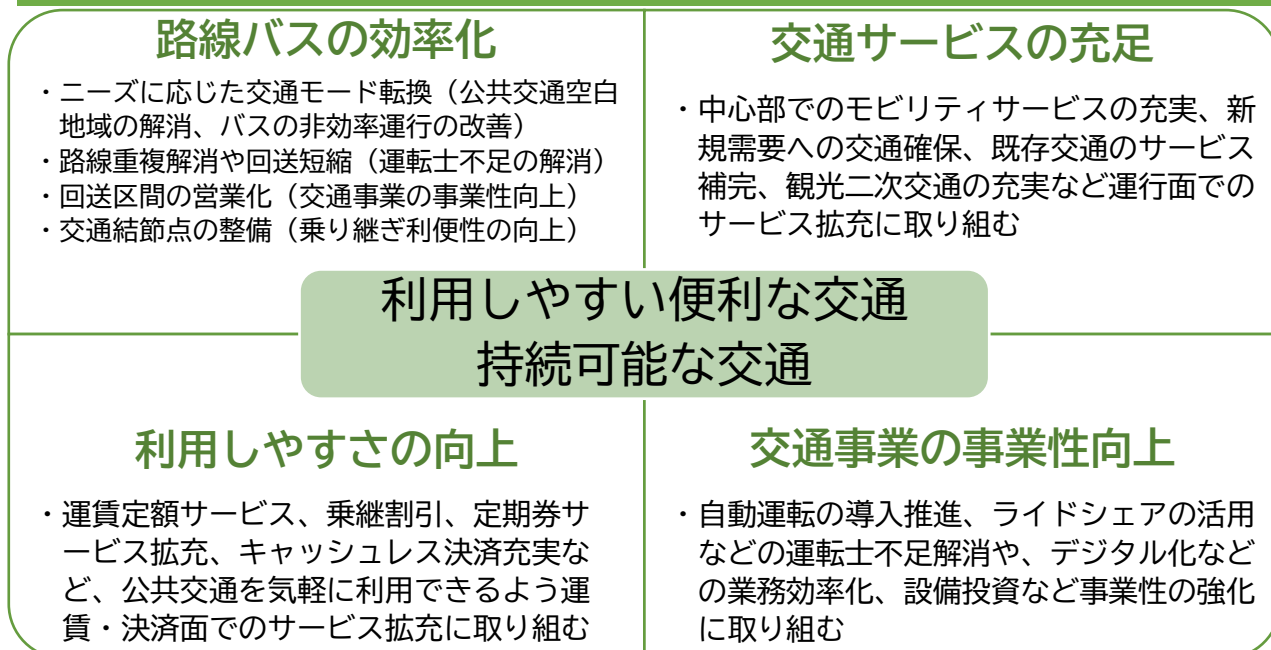 路線バスの効率化
・ニーズに応じた交通モード転換（公共交通空白
地域の解消、バスの非効率運行の改善）
・路線重複解消や回送短縮（運転士不足の解消）
・回送区間の営業化（交通事業の事業性向上）
・交通結節点の整備（乗り継ぎ利便性の向上）
交通サービスの充足
・中心部でのモビリティサービスの充実、新
規需要への交通確保、既存交通のサービス
補完、観光二次交通の充実など運行面での
サービス拡充に取り組む
利用しやすい便利な交通
持続可能な交通
利用しやすさの向上
・運賃定額サービス、乗継割引、定期券サ
ービス拡充、キャッシュレス決済充実な
ど、公共交通を気軽に利用できるよう運
賃・決済面でのサービス拡充に取り組む
交通事業の事業性向上
・自動運転の導入推進、ライドシェアの活用
などの運転士不足解消や、デジタル化など
の業務効率化、設備投資など事業性の強化
に取り組む